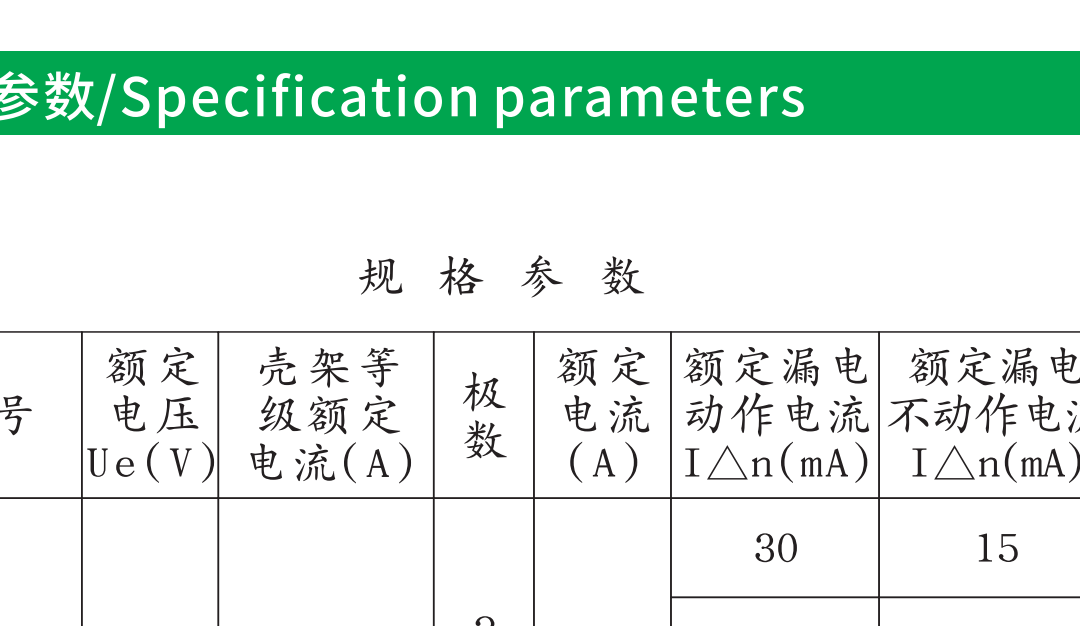 参数/Specification parameters
规格参数
号
额定
电压
Ue(V)
壳架等
级额定
电流(A)
极
数
额定
电流
(A)
额定漏电
动作电流
I△n(mA)
额定漏电
不动作电流
I△n(mA)
30
15